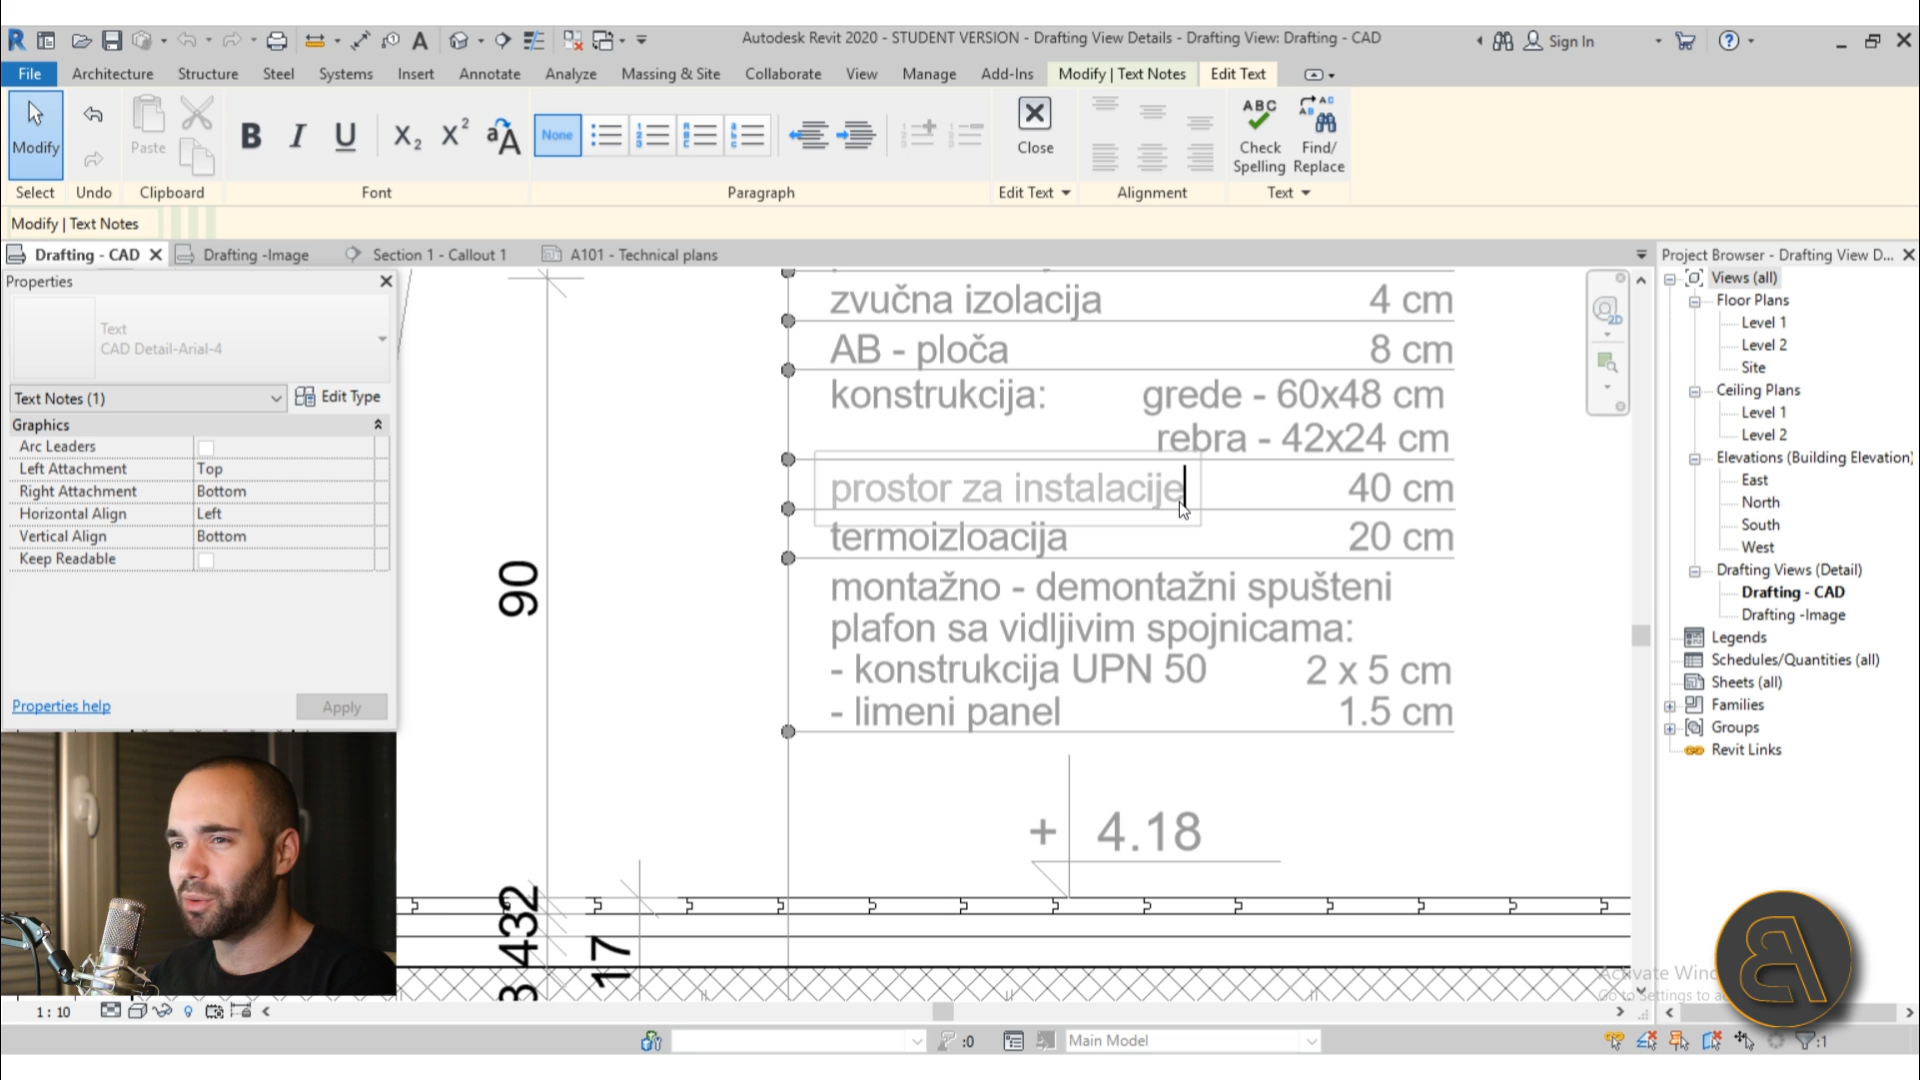 Autodesk Revit 2020 - STUDENT VERSION - Drafting View Details - Drafting View: Drafting - CAD
Sign In
File Architecture Structure Steel Systems Insert Annotate Analyze Massing & Site Collaborate View Manage Add-Ins Modify | Text Notes Edit Text
Modify
Paste
B I U X2 X2 aA
None
Close
ABC
Check Spelling
Find/ Replace
Select Undo Clipboard Font Paragraph Edit Text Alignment Text
Modify | Text Notes
Drafting - CAD Drafting -Image Section 1 - Callout 1 A101 - Technical plans
Properties
Text
CAD Detail-Arial-4
Text Notes (1) Edit Type
Graphics
Arc Leaders
Left Attachment Top
Right Attachment Bottom
Horizontal Align Left
Vertical Align Bottom
Keep Readable
Properties help Apply
zvučna izolacija 4 cm
AB - ploča 8 cm
konstrukcija: grede - 60x48 cm
rebra - 42x24 cm
prostor za instalacije 40 cm
termoizloacija 20 cm
montažno - demontažni spušteni
plafon sa vidljivim spojnicama:
- konstrukcija UPN 50 2 x 5 cm
- limeni panel 1.5 cm
+ 4.18
90
432
17
2D
Project Browser - Drafting View D...
Views (all)
Floor Plans
Level 1
Level 2
Site
Ceiling Plans
Level 1
Level 2
Elevations (Building Elevation)
East
North
South
West
Drafting Views (Detail)
Drafting - CAD
Drafting -Image
Legends
Schedules/Quantities (all)
Sheets (all)
Families
Groups
Revit Links
1 : 10
:0
Main Model
:1